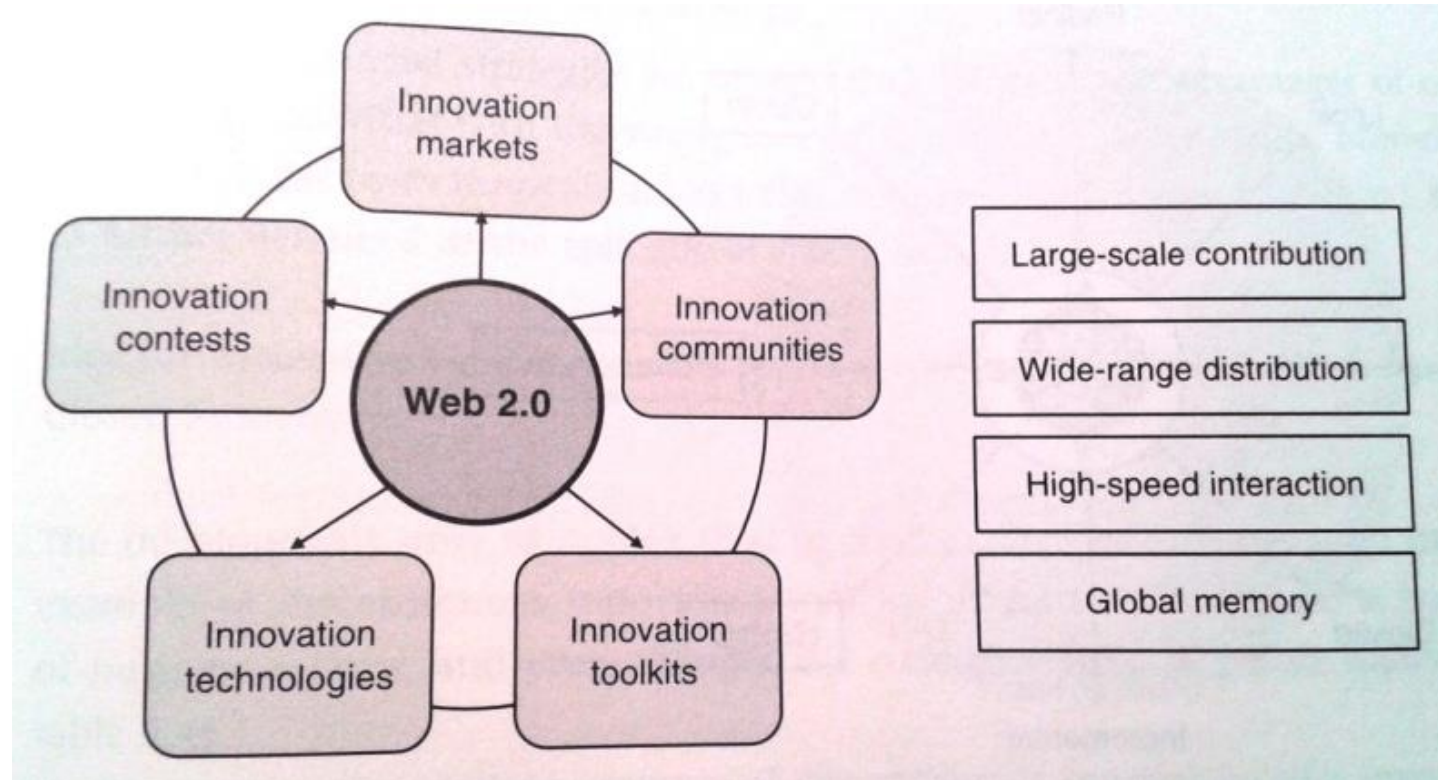 Innovation
markets
Innovation
contests
Innovation
communities
Web 2.0
Innovation
technologies
Innovation
toolkits
Large-scale contribution
Wide-range distribution
High-speed interaction
Global memory